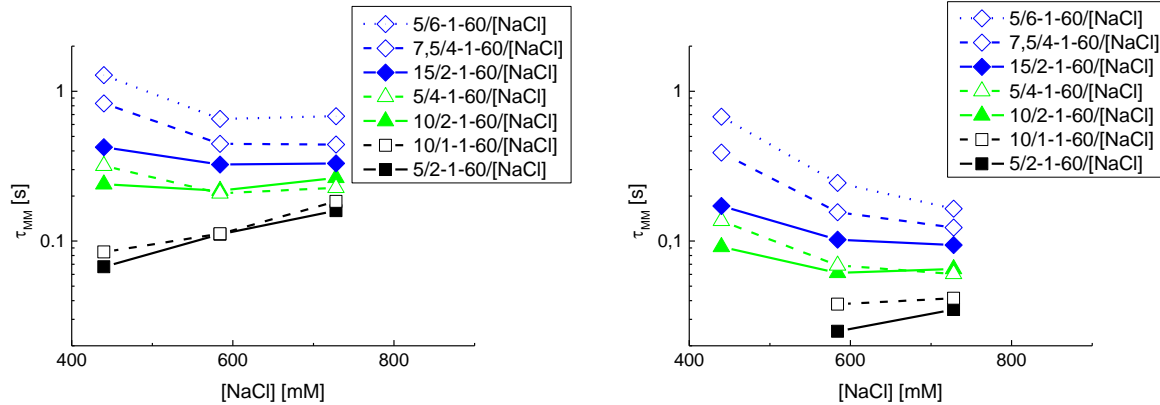 5/6-1-60/[NaCl]
7,5/4-1-60/[NaCl]
15/2-1-60/[NaCl]
5/4-1-60/[NaCl]
10/2-1-60/[NaCl]
10/1-1-60/[NaCl]
5/2-1-60/[NaCl]
1
0,1
τMM [s]
400
600
800
[NaCl] [mM]
5/6-1-60/[NaCl]
7,5/4-1-60/[NaCl]
15/2-1-60/[NaCl]
5/4-1-60/[NaCl]
10/2-1-60/[NaCl]
10/1-1-60/[NaCl]
5/2-1-60/[NaCl]
1
0,1
τMM [s]
400
600
800
[NaCl] [mM]